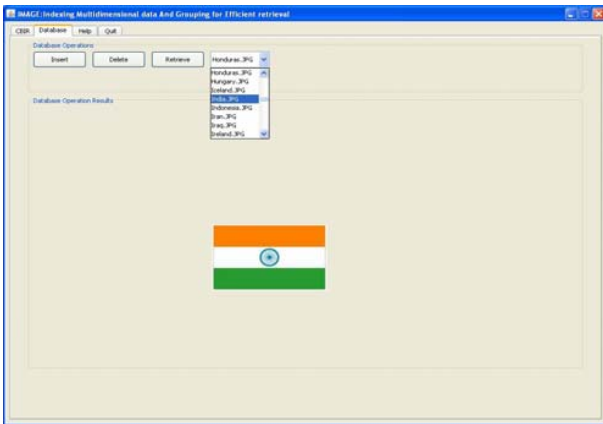 IMAGE:Indexing Multidimensional data And Grouping for Efficient retrieval
CBIR Database Help Quit
Database Operations
Insert Delete Retrieve Honduras.JPG
Honduras.JPG
Hungary.JPG
Iceland.JPG
India.JPG
Indonesia.JPG
Iran.JPG
Iraq.JPG
Ireland.JPG
Database Operation Results